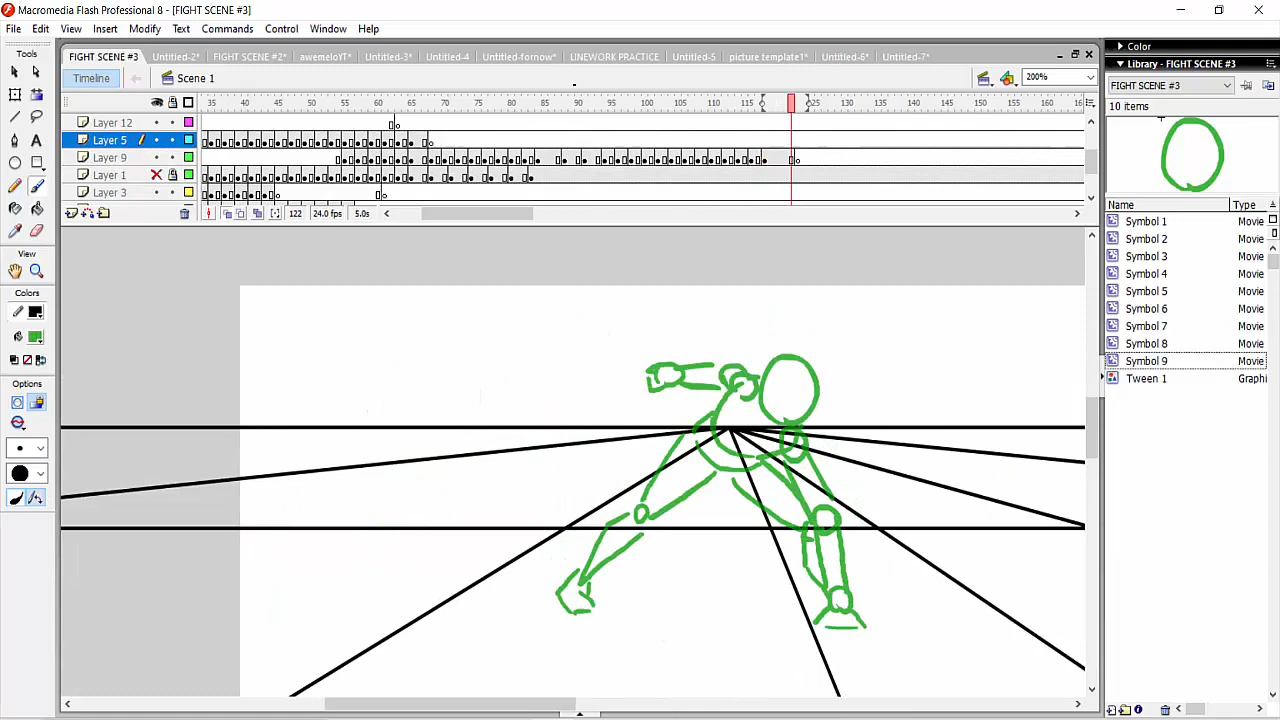 Macromedia Flash Professional 8 - [FIGHT SCENE #3]
File Edit View Insert Modify Text Commands Control Window Help
Tools
FIGHT SCENE #3 Untitled-2* FIGHT SCENE #2* awemeloYT* Untitled-3* Untitled-4 Untitled-fornow* LINEWORK PRACTICE Untitled-5 picture template1* Untitled-6* Untitled-7*
Color
Library - FIGHT SCENE #3
Timeline Scene 1 200%
FIGHT SCENE #3
35 40 45 50 55 60 65 70 75 80 85 90 95 100 105 110 115 125 130 135 140 145 150 155 160 16
10 items
Layer 12
Layer 5
Layer 9
Layer 1
Layer 3
122 24.0 fps 5.0s
Name Type
Symbol 1 Movie
Symbol 2 Movie
Symbol 3 Movie
Symbol 4 Movie
Symbol 5 Movie
Symbol 6 Movie
Symbol 7 Movie
Symbol 8 Movie
Symbol 9 Movie
Tween 1 Graphi
View
Colors
Options